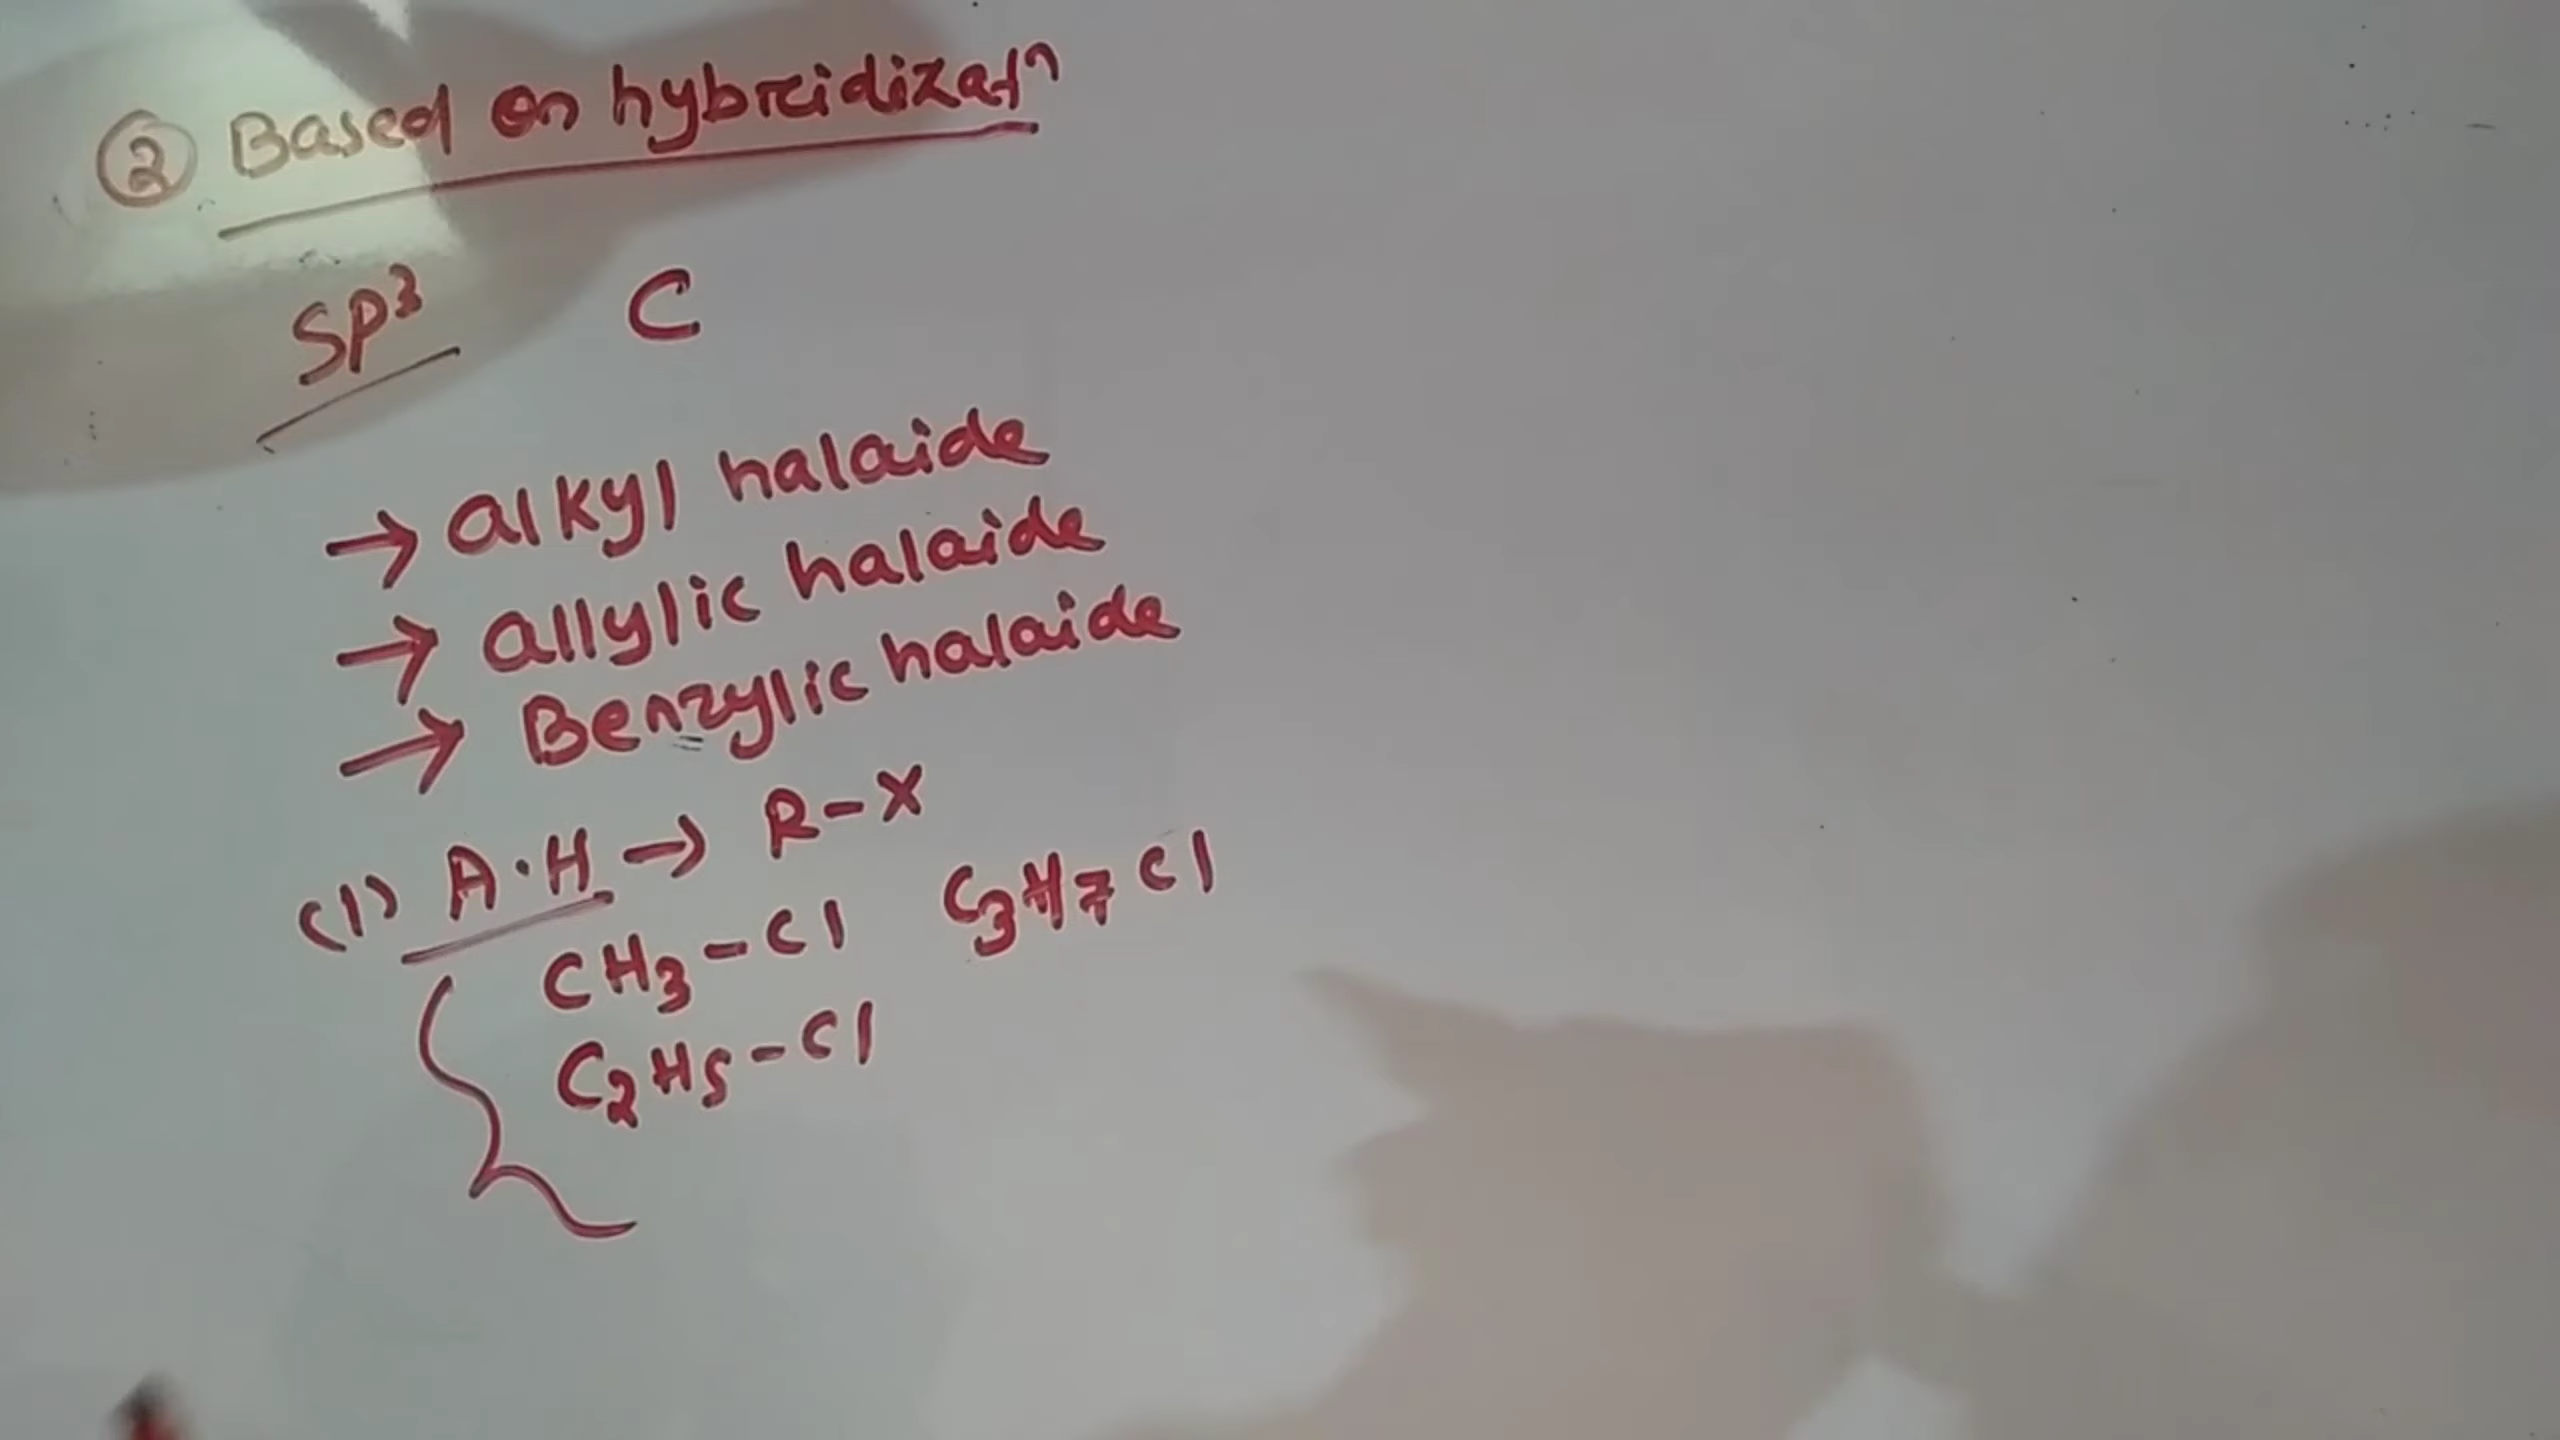 ② Based on hybridizatn
SP³ C
→ alkyl halaide
→ allylic halaide
→ Benzylic halaide
(1) A.H → R-X
CH₃-Cl C₃H₇Cl
C₂H₅-Cl